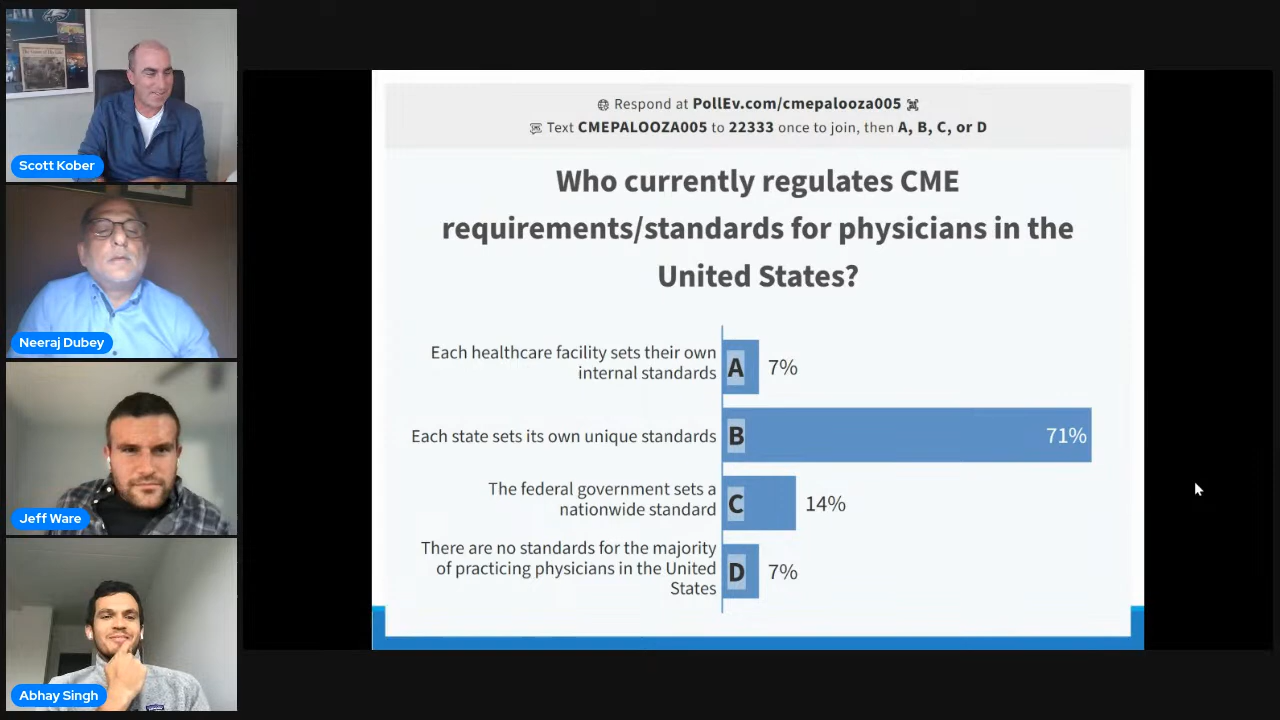 Scott Kober
Neeraj Dubey
Jeff Ware
Abhay Singh
Respond at PollEv.com/cmepalooza005
Text CMEPALOOZA005 to 22333 once to join, then A, B, C, or D
Who currently regulates CME
requirements/standards for physicians in the
United States?
Each healthcare facility sets their own
internal standards
A
7%
Each state sets its own unique standards
B
71%
The federal government sets a
nationwide standard
C
14%
There are no standards for the majority
of practicing physicians in the United
States
D
7%